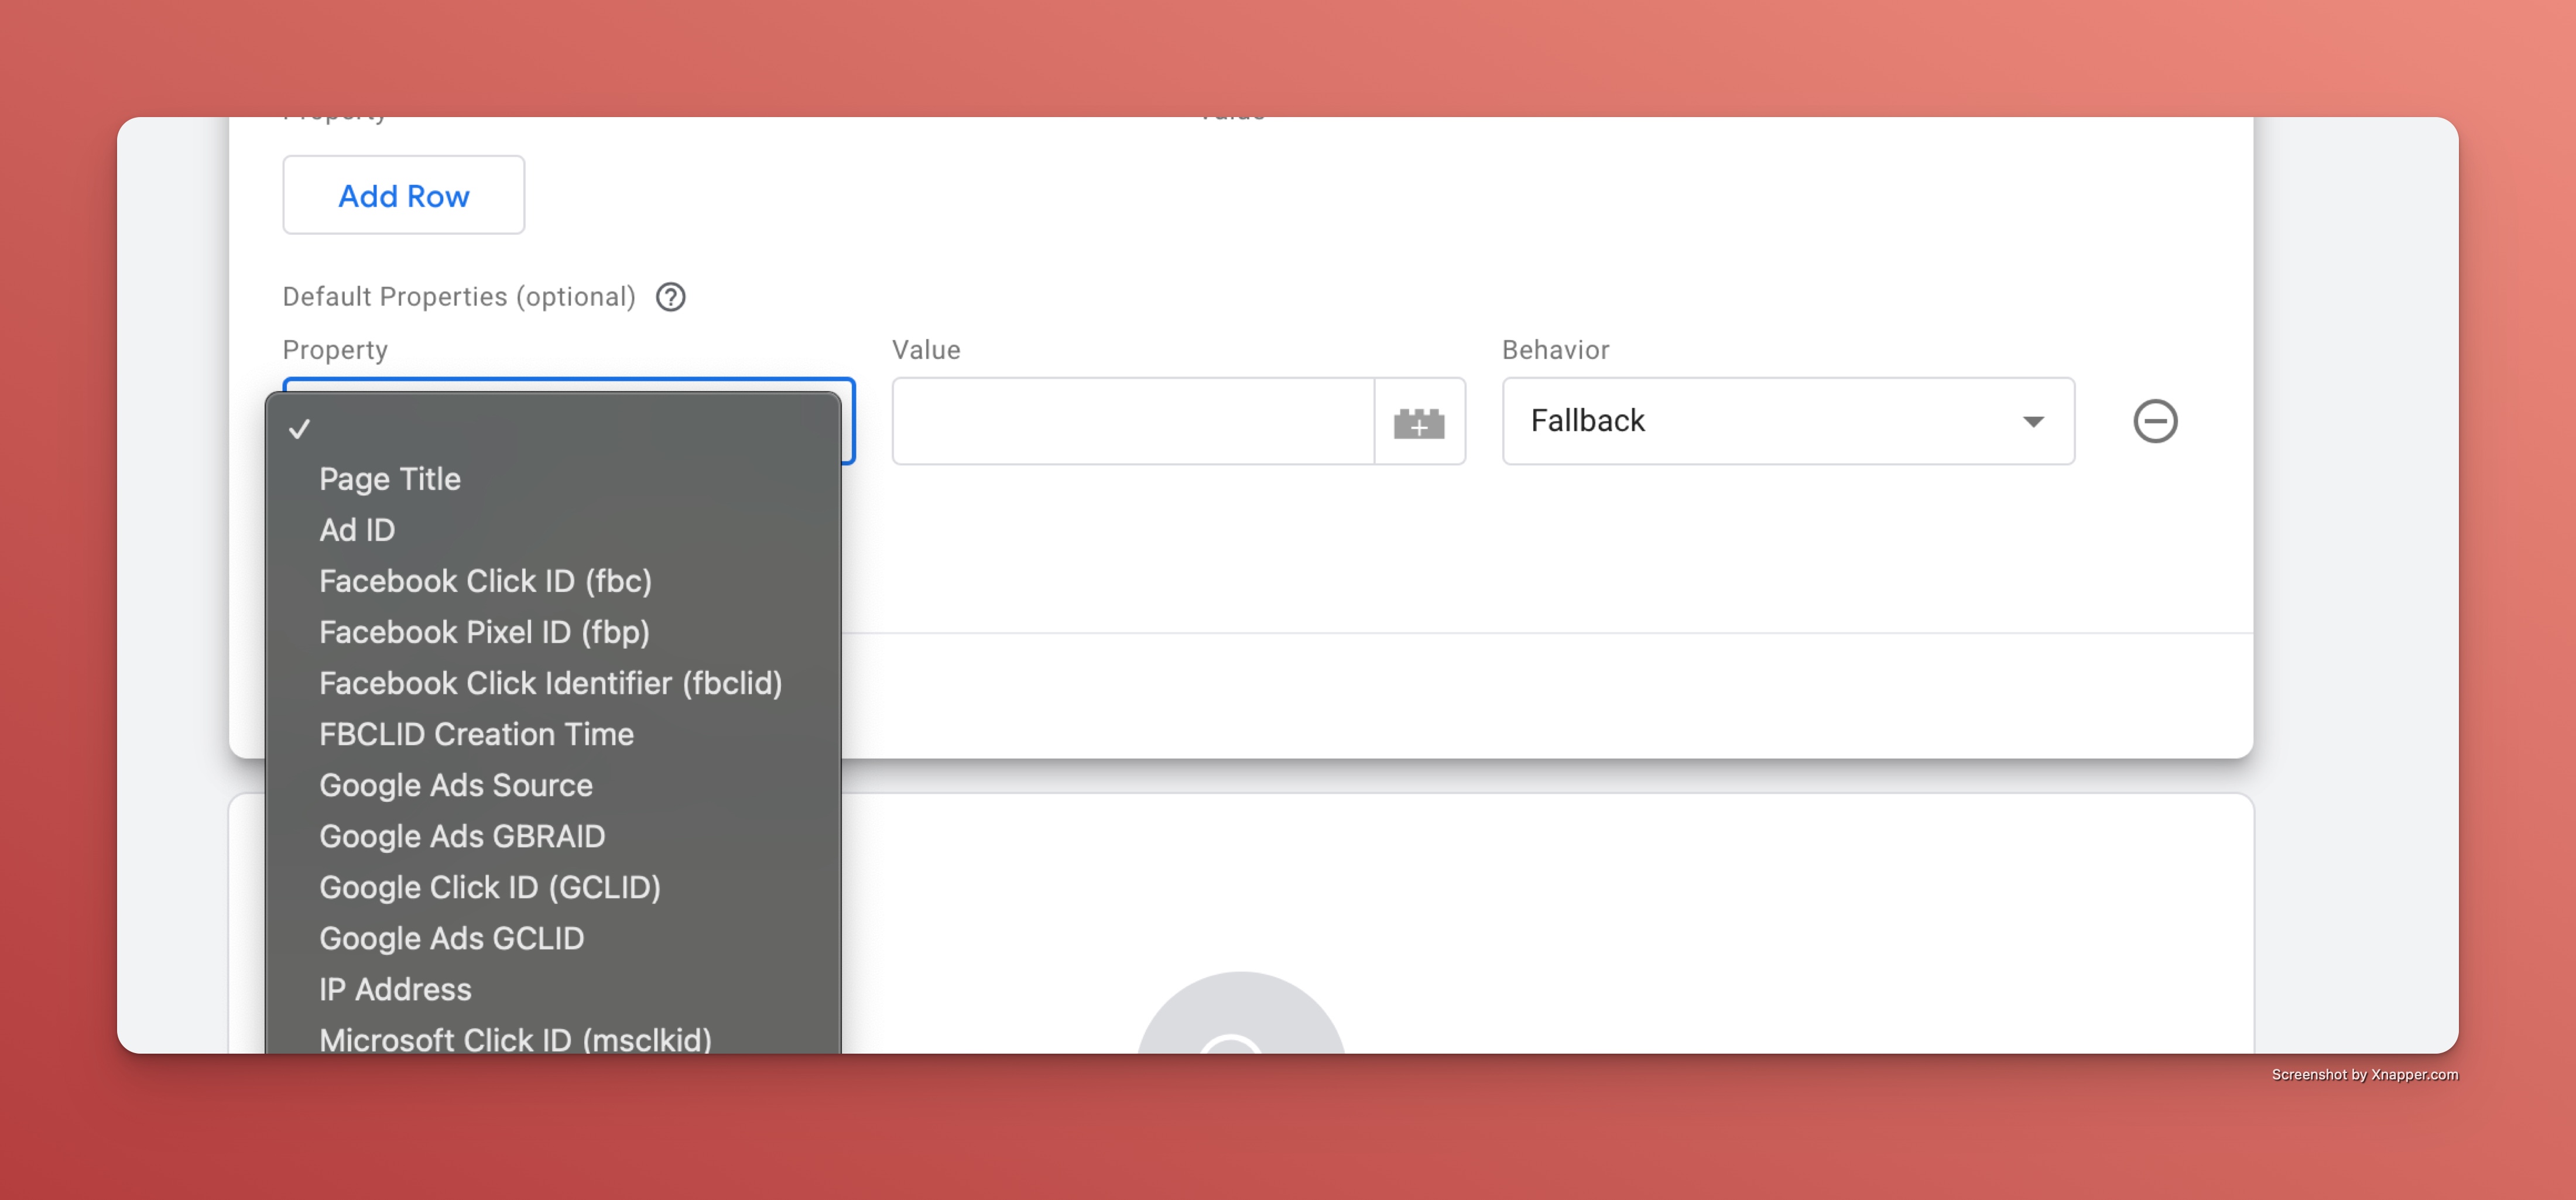 Property Value
Add Row
Default Properties (optional)
Property Value Behavior
Fallback
Page Title
Ad ID
Facebook Click ID (fbc)
Facebook Pixel ID (fbp)
Facebook Click Identifier (fbclid)
FBCLID Creation Time
Google Ads Source
Google Ads GBRAID
Google Click ID (GCLID)
Google Ads GCLID
IP Address
Microsoft Click ID (msclkid)
Screenshot by Xnapper.com